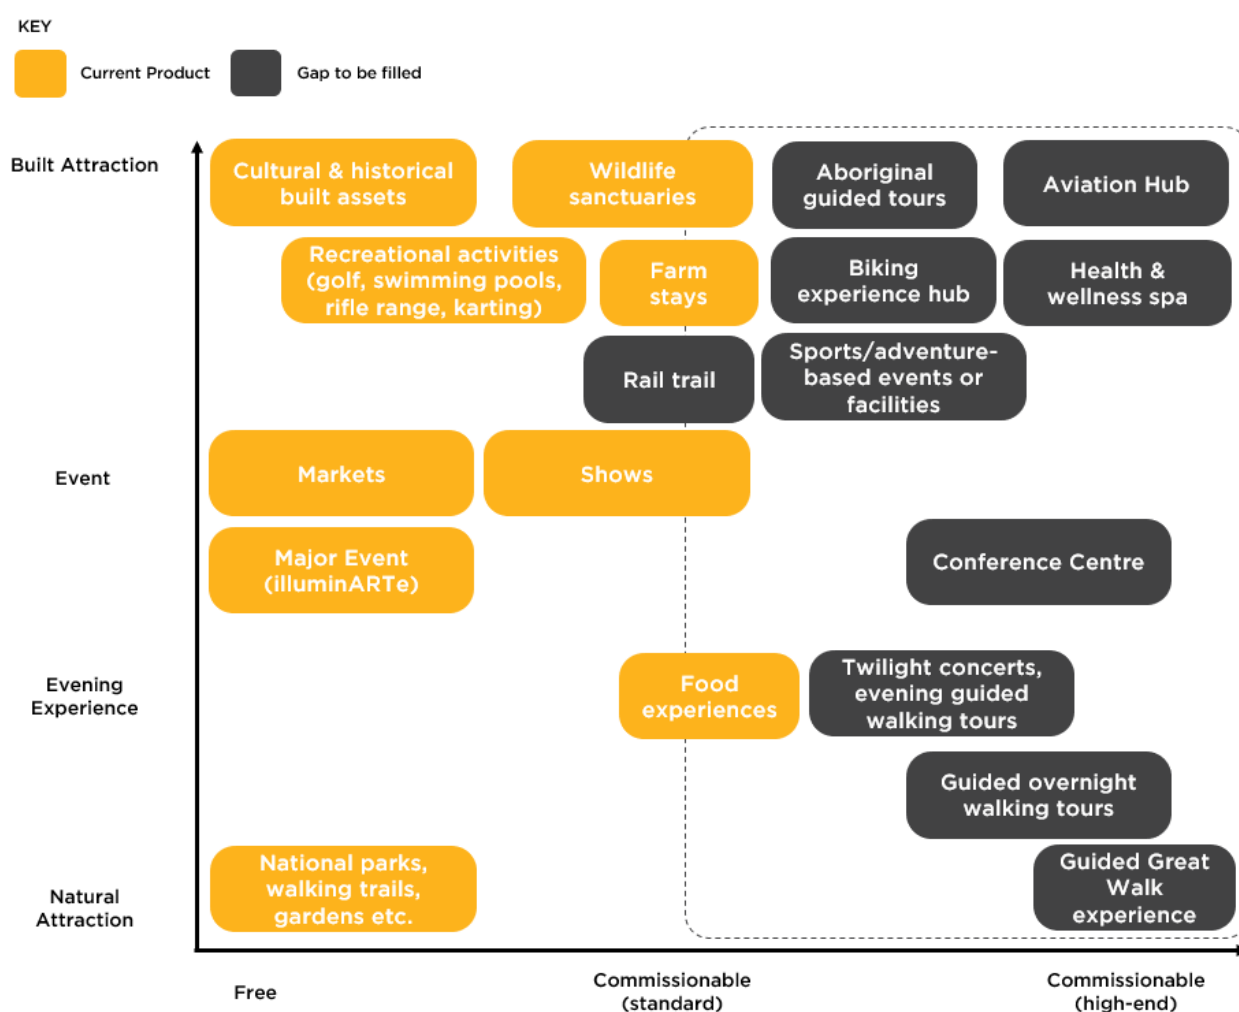 KEY
Current Product
Gap to be filled
Built Attraction
Cultural & historical
built assets
Wildlife
sanctuaries
Aboriginal
guided tours
Aviation Hub
Recreational activities
(golf, swimming pools,
rifle range, karting)
Farm
stays
Biking
experience hub
Health &
wellness spa
Rail trail
Sports/adventure-
based events or
facilities
Event
Markets
Shows
Major Event
(illuminARTe)
Conference Centre
Evening
Experience
Food
experiences
Twilight concerts,
evening guided
walking tours
Guided overnight
walking tours
Natural
Attraction
National parks,
walking trails,
gardens etc.
Guided Great
Walk
experience
Free
Commissionable
(standard)
Commissionable
(high-end)